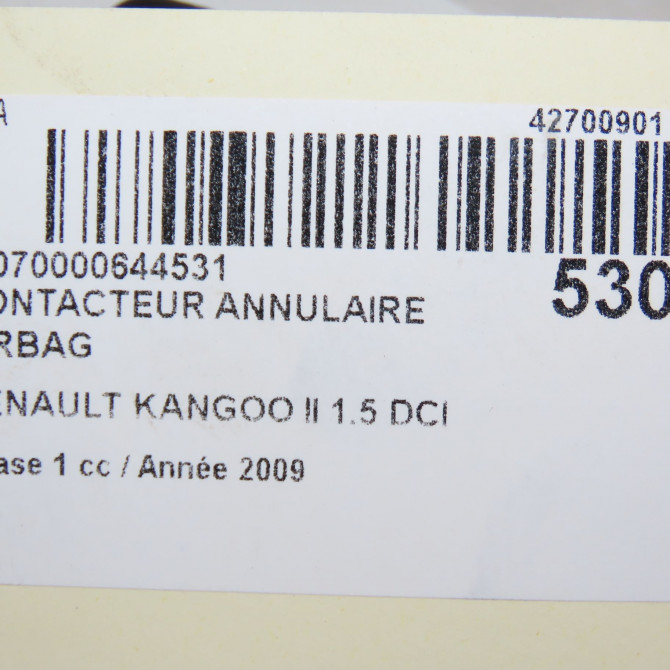 A
42700901
070000644531
530
ONTACTEUR ANNULAIRE
RBAG
ENAULT KANGOO II 1.5 DCI
ase 1 cc / Année 2009